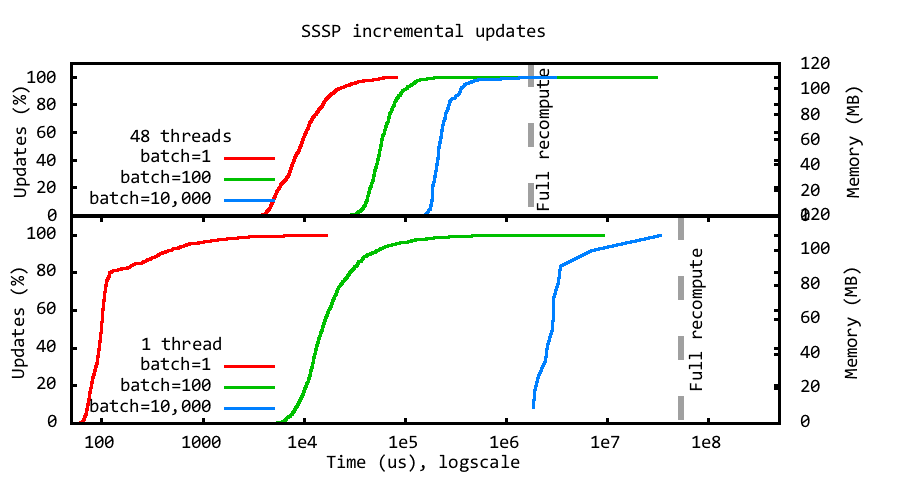 SSSP incremental updates
120
100 100
80 80
60 60
40 40
20 20
0 0
Updates (%)
Memory (MB)
Full recompute
48 threads
batch=1
batch=100
batch=10,000
120
100 100
80 80
60 60
40 40
20 20
0 0
Updates (%)
Memory (MB)
Full recompute
1 thread
batch=1
batch=100
batch=10,000
100 1000 1e4 1e5 1e6 1e7 1e8
Time (us), logscale